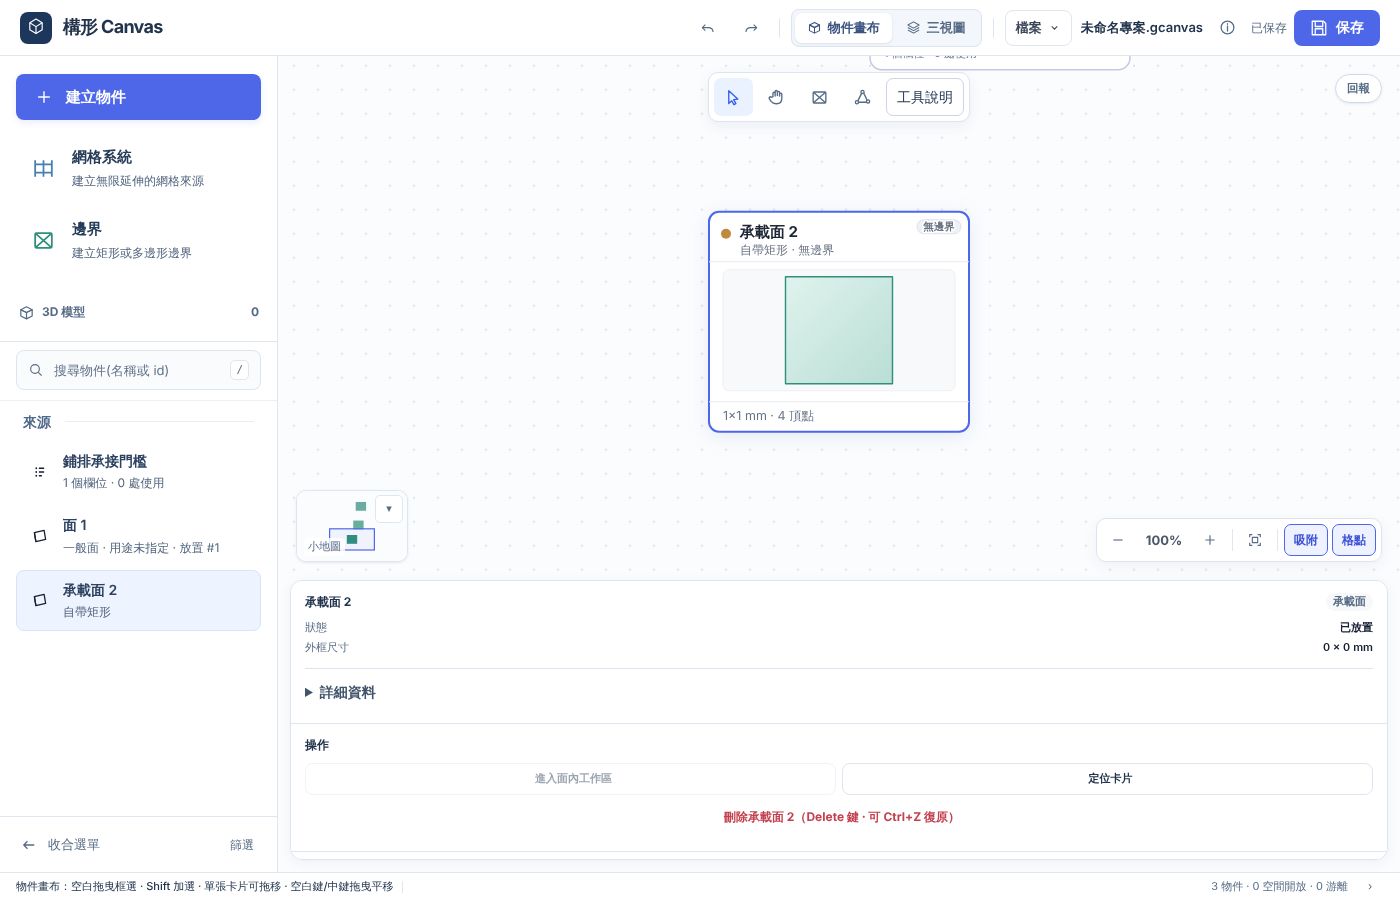 構形 Canvas
物件畫布
三視圖
檔案
未命名專案.gcanvas
已保存
保存
建立物件
網格系統
建立無限延伸的網格來源
邊界
建立矩形或多邊形邊界
3D 模型
0
搜尋物件(名稱或 id)
/
來源
鋪排承接門檻
1 個欄位 · 0 處使用
面 1
一般面 · 用途未指定 · 放置 #1
承載面 2
自帶矩形
收合選單
篩選
工具說明
回報
承載面 2
無邊界
自帶矩形 · 無邊界
1×1 mm · 4 頂點
小地圖
100%
吸附
格點
承載面 2
承載面
狀態
已放置
外框尺寸
0 × 0 mm
詳細資料
操作
進入面內工作區
定位卡片
刪除承載面 2（Delete 鍵 · 可 Ctrl+Z 復原）
物件畫布：空白拖曳框選 · Shift 加選 · 單張卡片可拖移 · 空白鍵/中鍵拖曳平移
3 物件 · 0 空間開放 · 0 游離